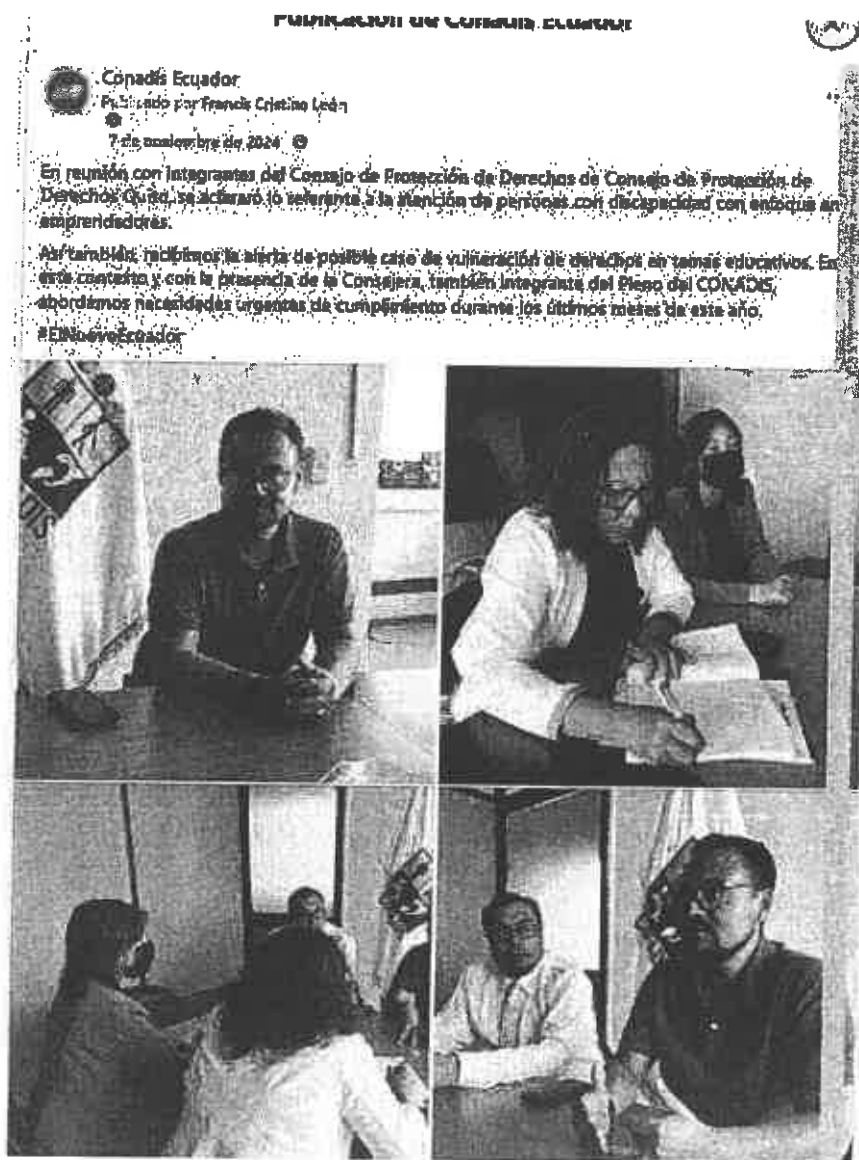 Publicación de Conadis Ecuador
Conadis Ecuador
Publicado por Francis Cristino León
7 de noviembre de 2024
En reunión con integrantes del Consejo de Protección de Derechos de Consejo de Protección de
Derechos Quito, se aclararó lo referente a la atención de personas con discapacidad con enfoque en
emprendedores.
Así también, recibimos la alerta de posible caso de vulneración de derechos en temas educativos. En
este contexto y con la presencia de la Consejera, también integrante del Pleno del CONADIS,
abordamos necesidades urgentes de cumplimiento durante los últimos meses de este año.
#ElNuevoEcuador
DIS